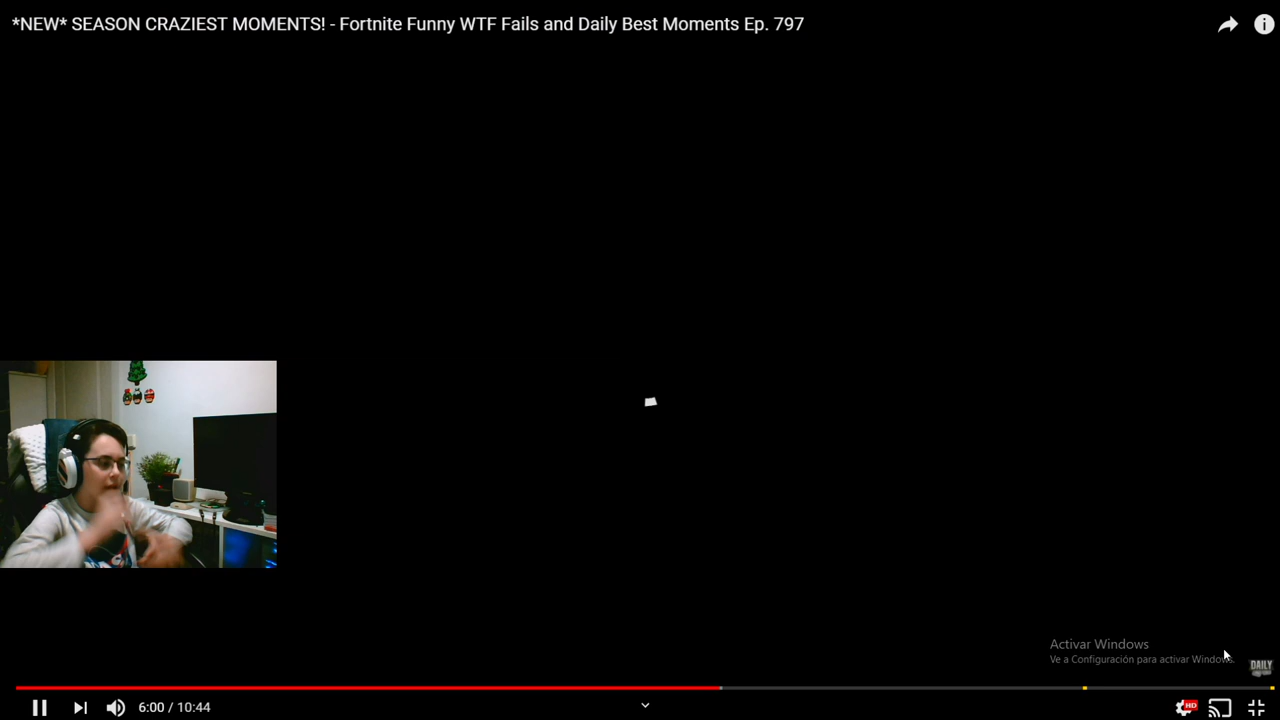 *NEW* SEASON CRAZIEST MOMENTS! - Fortnite Funny WTF Fails and Daily Best Moments Ep. 797
Activar Windows
Ve a Configuración para activar Windows.
DAILY
6:00 / 10:44
HD